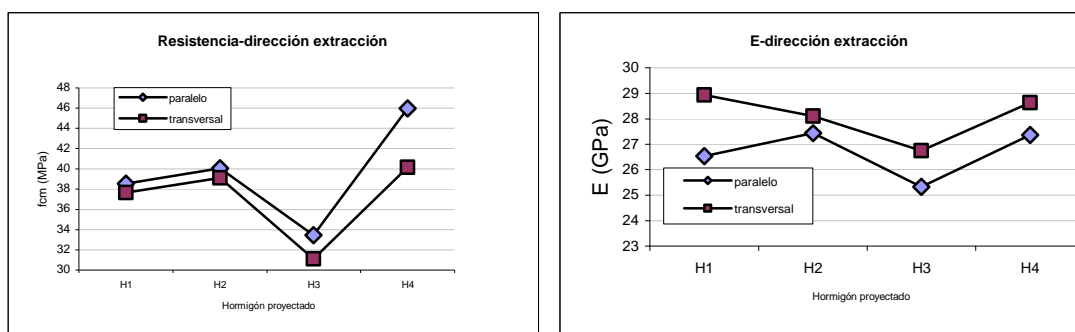 Resistencia-dirección extracción
48
46
44
42
40
38
36
34
32
30
fcm (MPa)
paralelo
transversal
H1 H2 H3 H4
Hormigón proyectado
E-dirección extracción
30
29
28
27
26
25
24
23
E (GPa)
paralelo
transversal
H1 H2 H3 H4
Hormigón proyectado